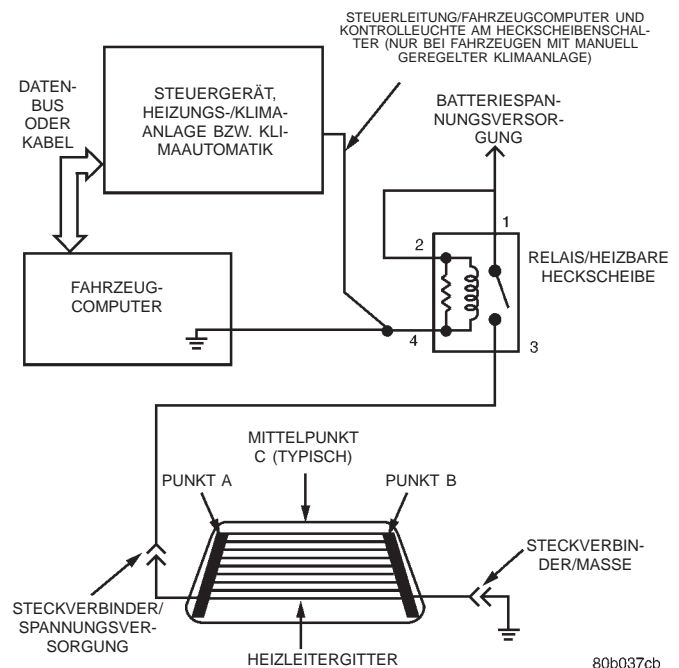 STEUERLEITUNG/FAHRZEUGCOMPUTER UND
KONTROLLEUCHTE AM HECKSCHEIBENSCHAL-
TER (NUR BEI FAHRZEUGEN MIT MANUELL
GEREGELTER KLIMAANLAGE)
DATEN-
BUS
ODER
KABEL
STEUERGERÄT,
HEIZUNGS-/KLIMA-
ANLAGE BZW. KLI-
MAAUTOMATIK
BATTERIESPAN-
NUNGSVERSOR-
GUNG
1
2
RELAIS/HEIZBARE
HECKSCHEIBE
FAHRZEUG-
COMPUTER
4
3
MITTELPUNKT
C (TYPISCH)
PUNKT A
PUNKT B
STECKVERBIN-
DER/MASSE
STECKVERBINDER/
SPANNUNGSVER-
SORGUNG
HEIZLEITERGITTER
80b037cb